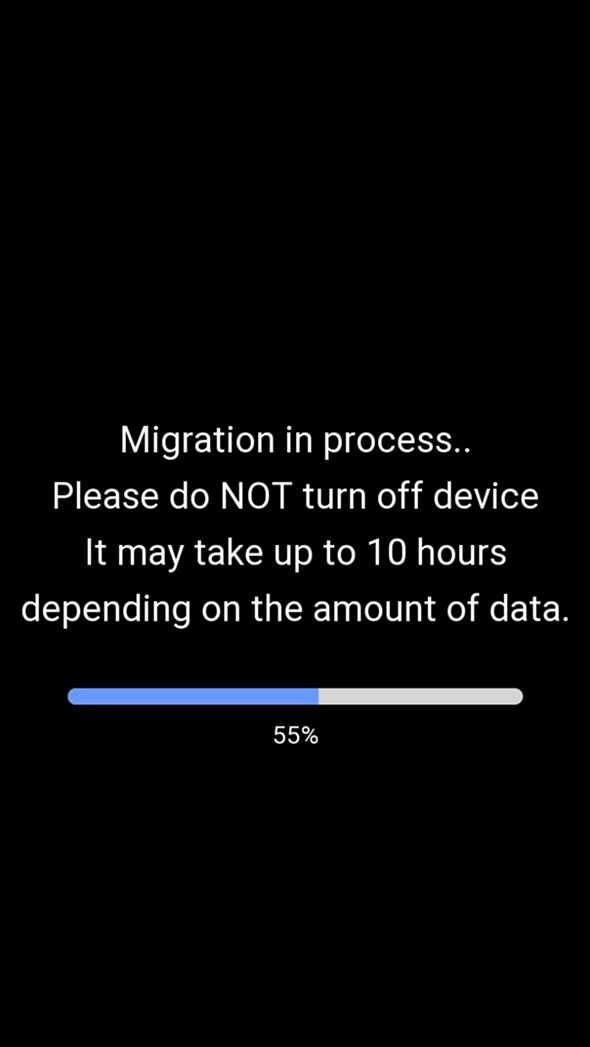 Migration in process..
Please do NOT turn off device
It may take up to 10 hours
depending on the amount of data.
55%